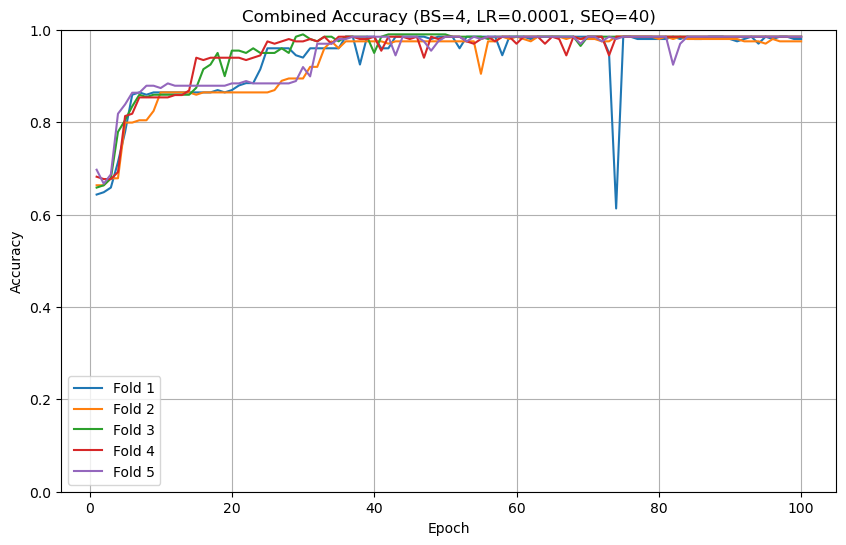 Combined Accuracy (BS=4, LR=0.0001, SEQ=40)
Accuracy
1.0
0.8
0.6
0.4
0.2
0.0
Fold 1
Fold 2
Fold 3
Fold 4
Fold 5
0 20 40 60 80 100
Epoch